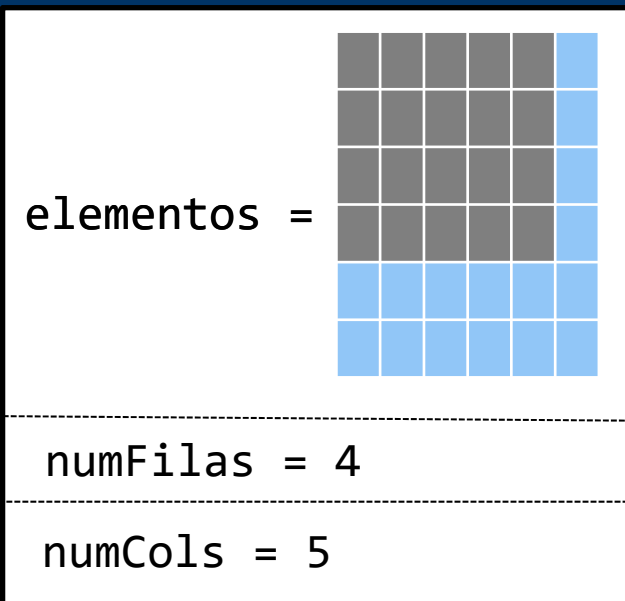 elementos =
numFilas = 4
numCols = 5